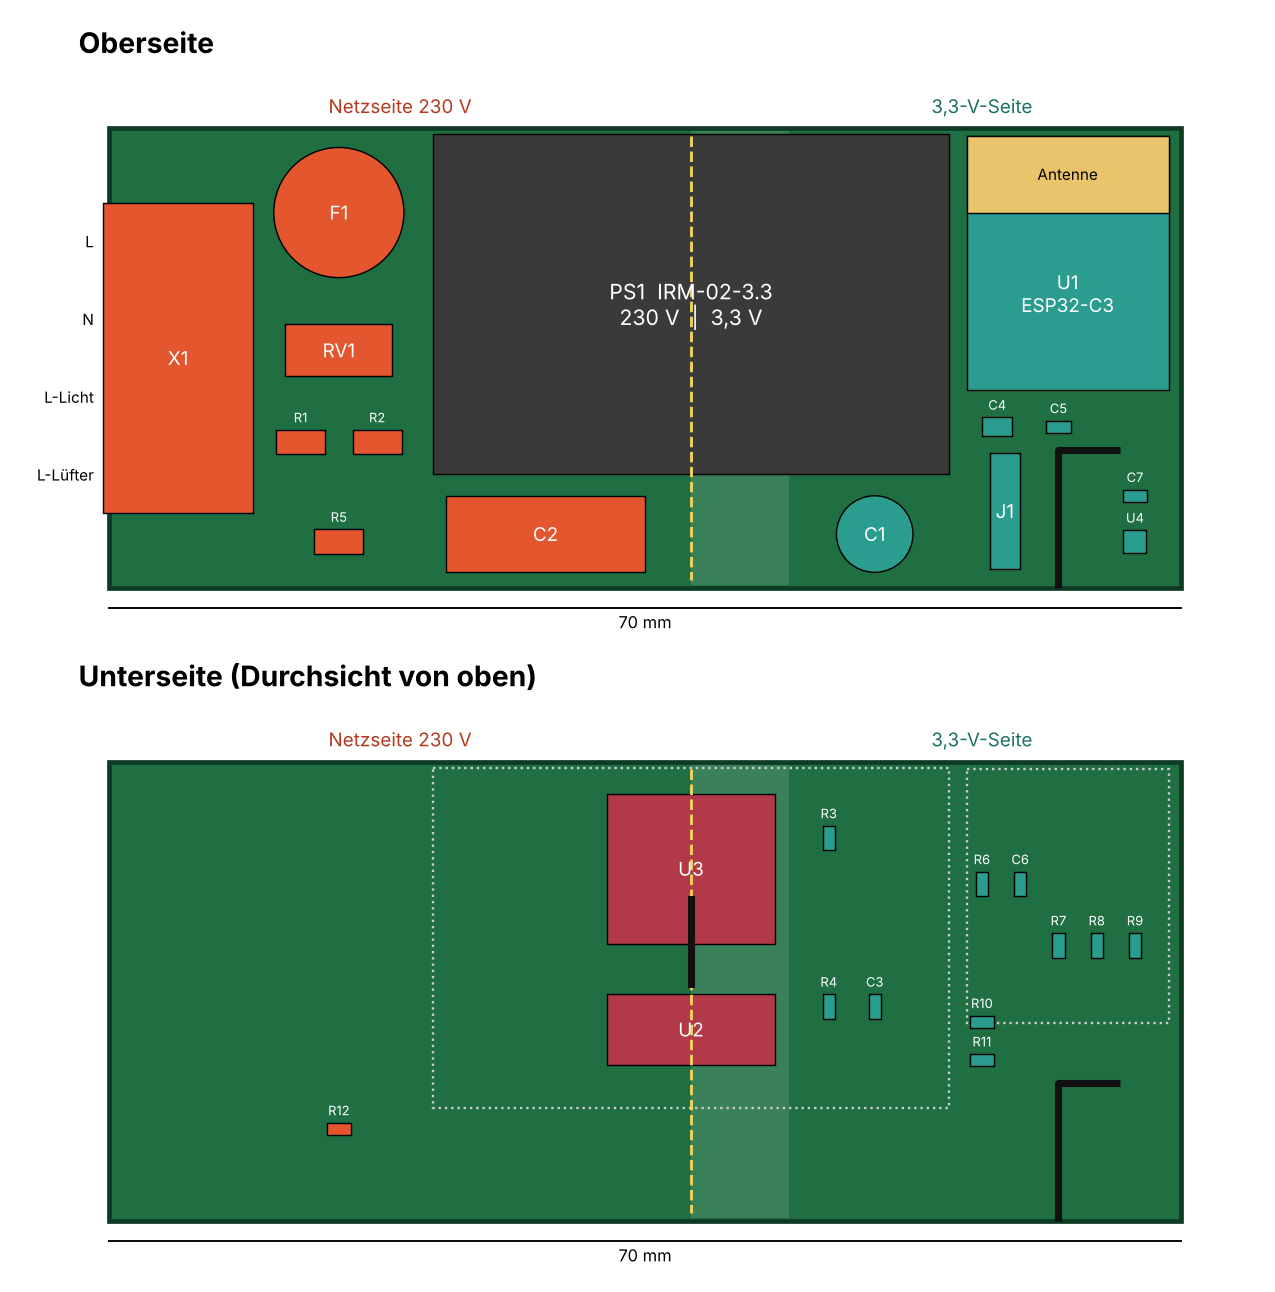 Oberseite
Netzseite 230 V
3,3-V-Seite
Antenne
F1
L
U1
ESP32-C3
PS1 IRM-02-3.3
230 V | 3,3 V
N
RV1
X1
L-Licht
C4
C5
R1
R2
L-Lüfter
C7
J1
R5
U4
C2
C1
70 mm
Unterseite (Durchsicht von oben)
Netzseite 230 V
3,3-V-Seite
R3
U3
R6
C6
R7
R8
R9
R4
C3
R10
U2
R11
R12
70 mm